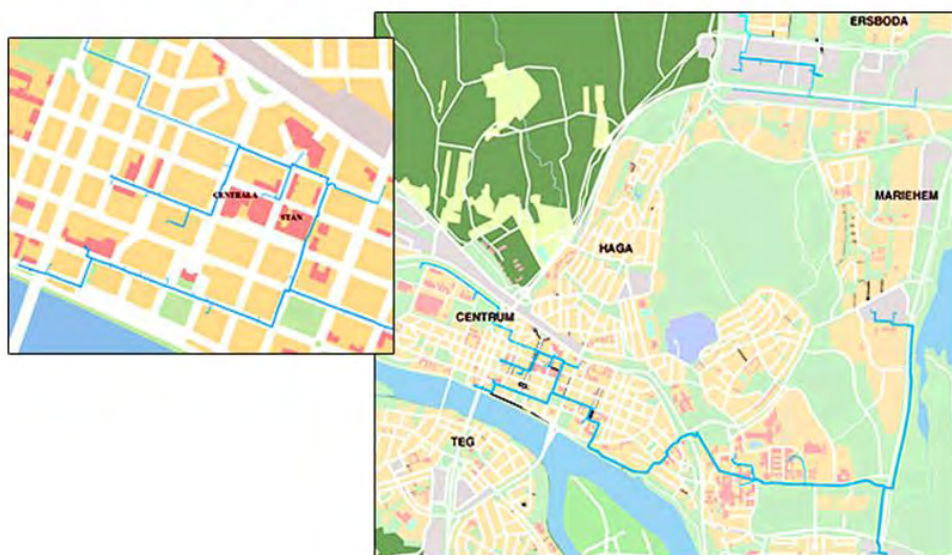 CENTRALA
STAN
ERSBODA
MARIEHEM
HAGA
CENTRUM
TEG